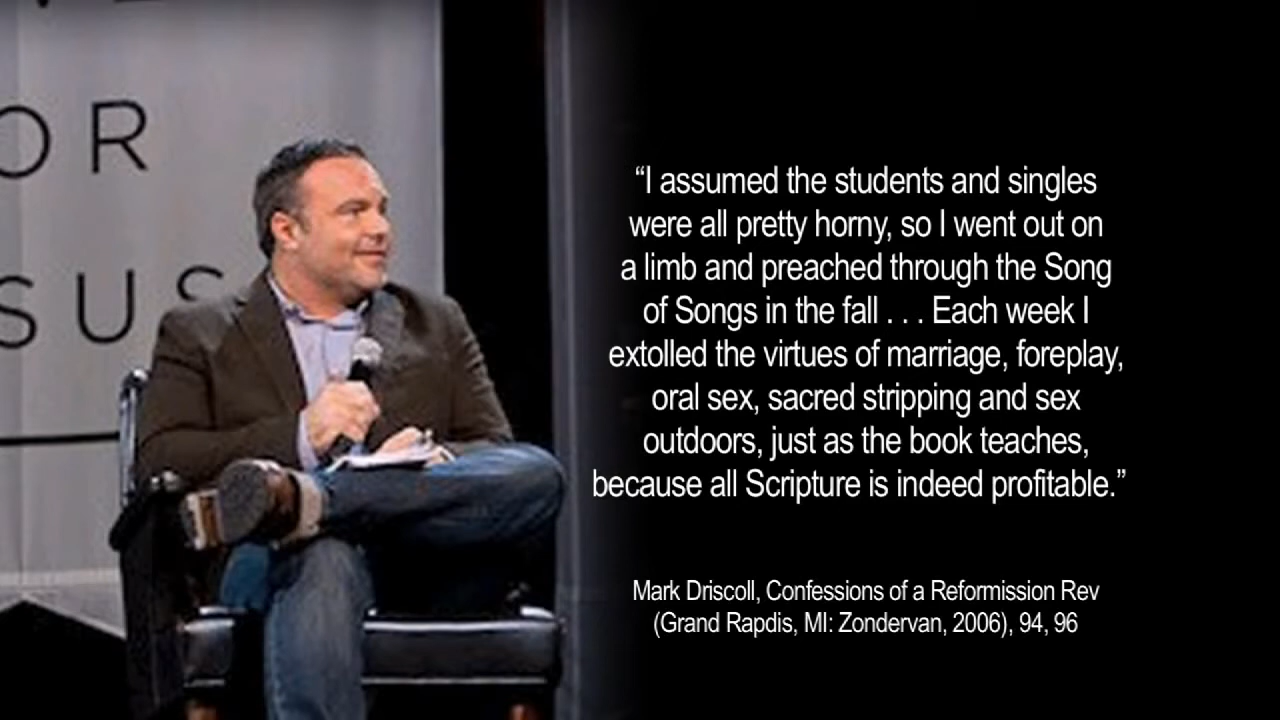 OR
SUS
“I assumed the students and singles
were all pretty horny, so I went out on
a limb and preached through the Song
of Songs in the fall . . . Each week I
extolled the virtues of marriage, foreplay,
oral sex, sacred stripping and sex
outdoors, just as the book teaches,
because all Scripture is indeed profitable.”
Mark Driscoll, Confessions of a Reformission Rev
(Grand Rapdis, MI: Zondervan, 2006), 94, 96